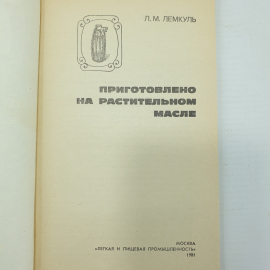 Л. М. ЛЕМКУЛЬ
ПРИГОТОВЛЕНО
НА РАСТИТЕЛЬНОМ
МАСЛЕ
МОСКВА
«ЛЕГКАЯ И ПИЩЕВАЯ ПРОМЫШЛЕННОСТЬ»
1981